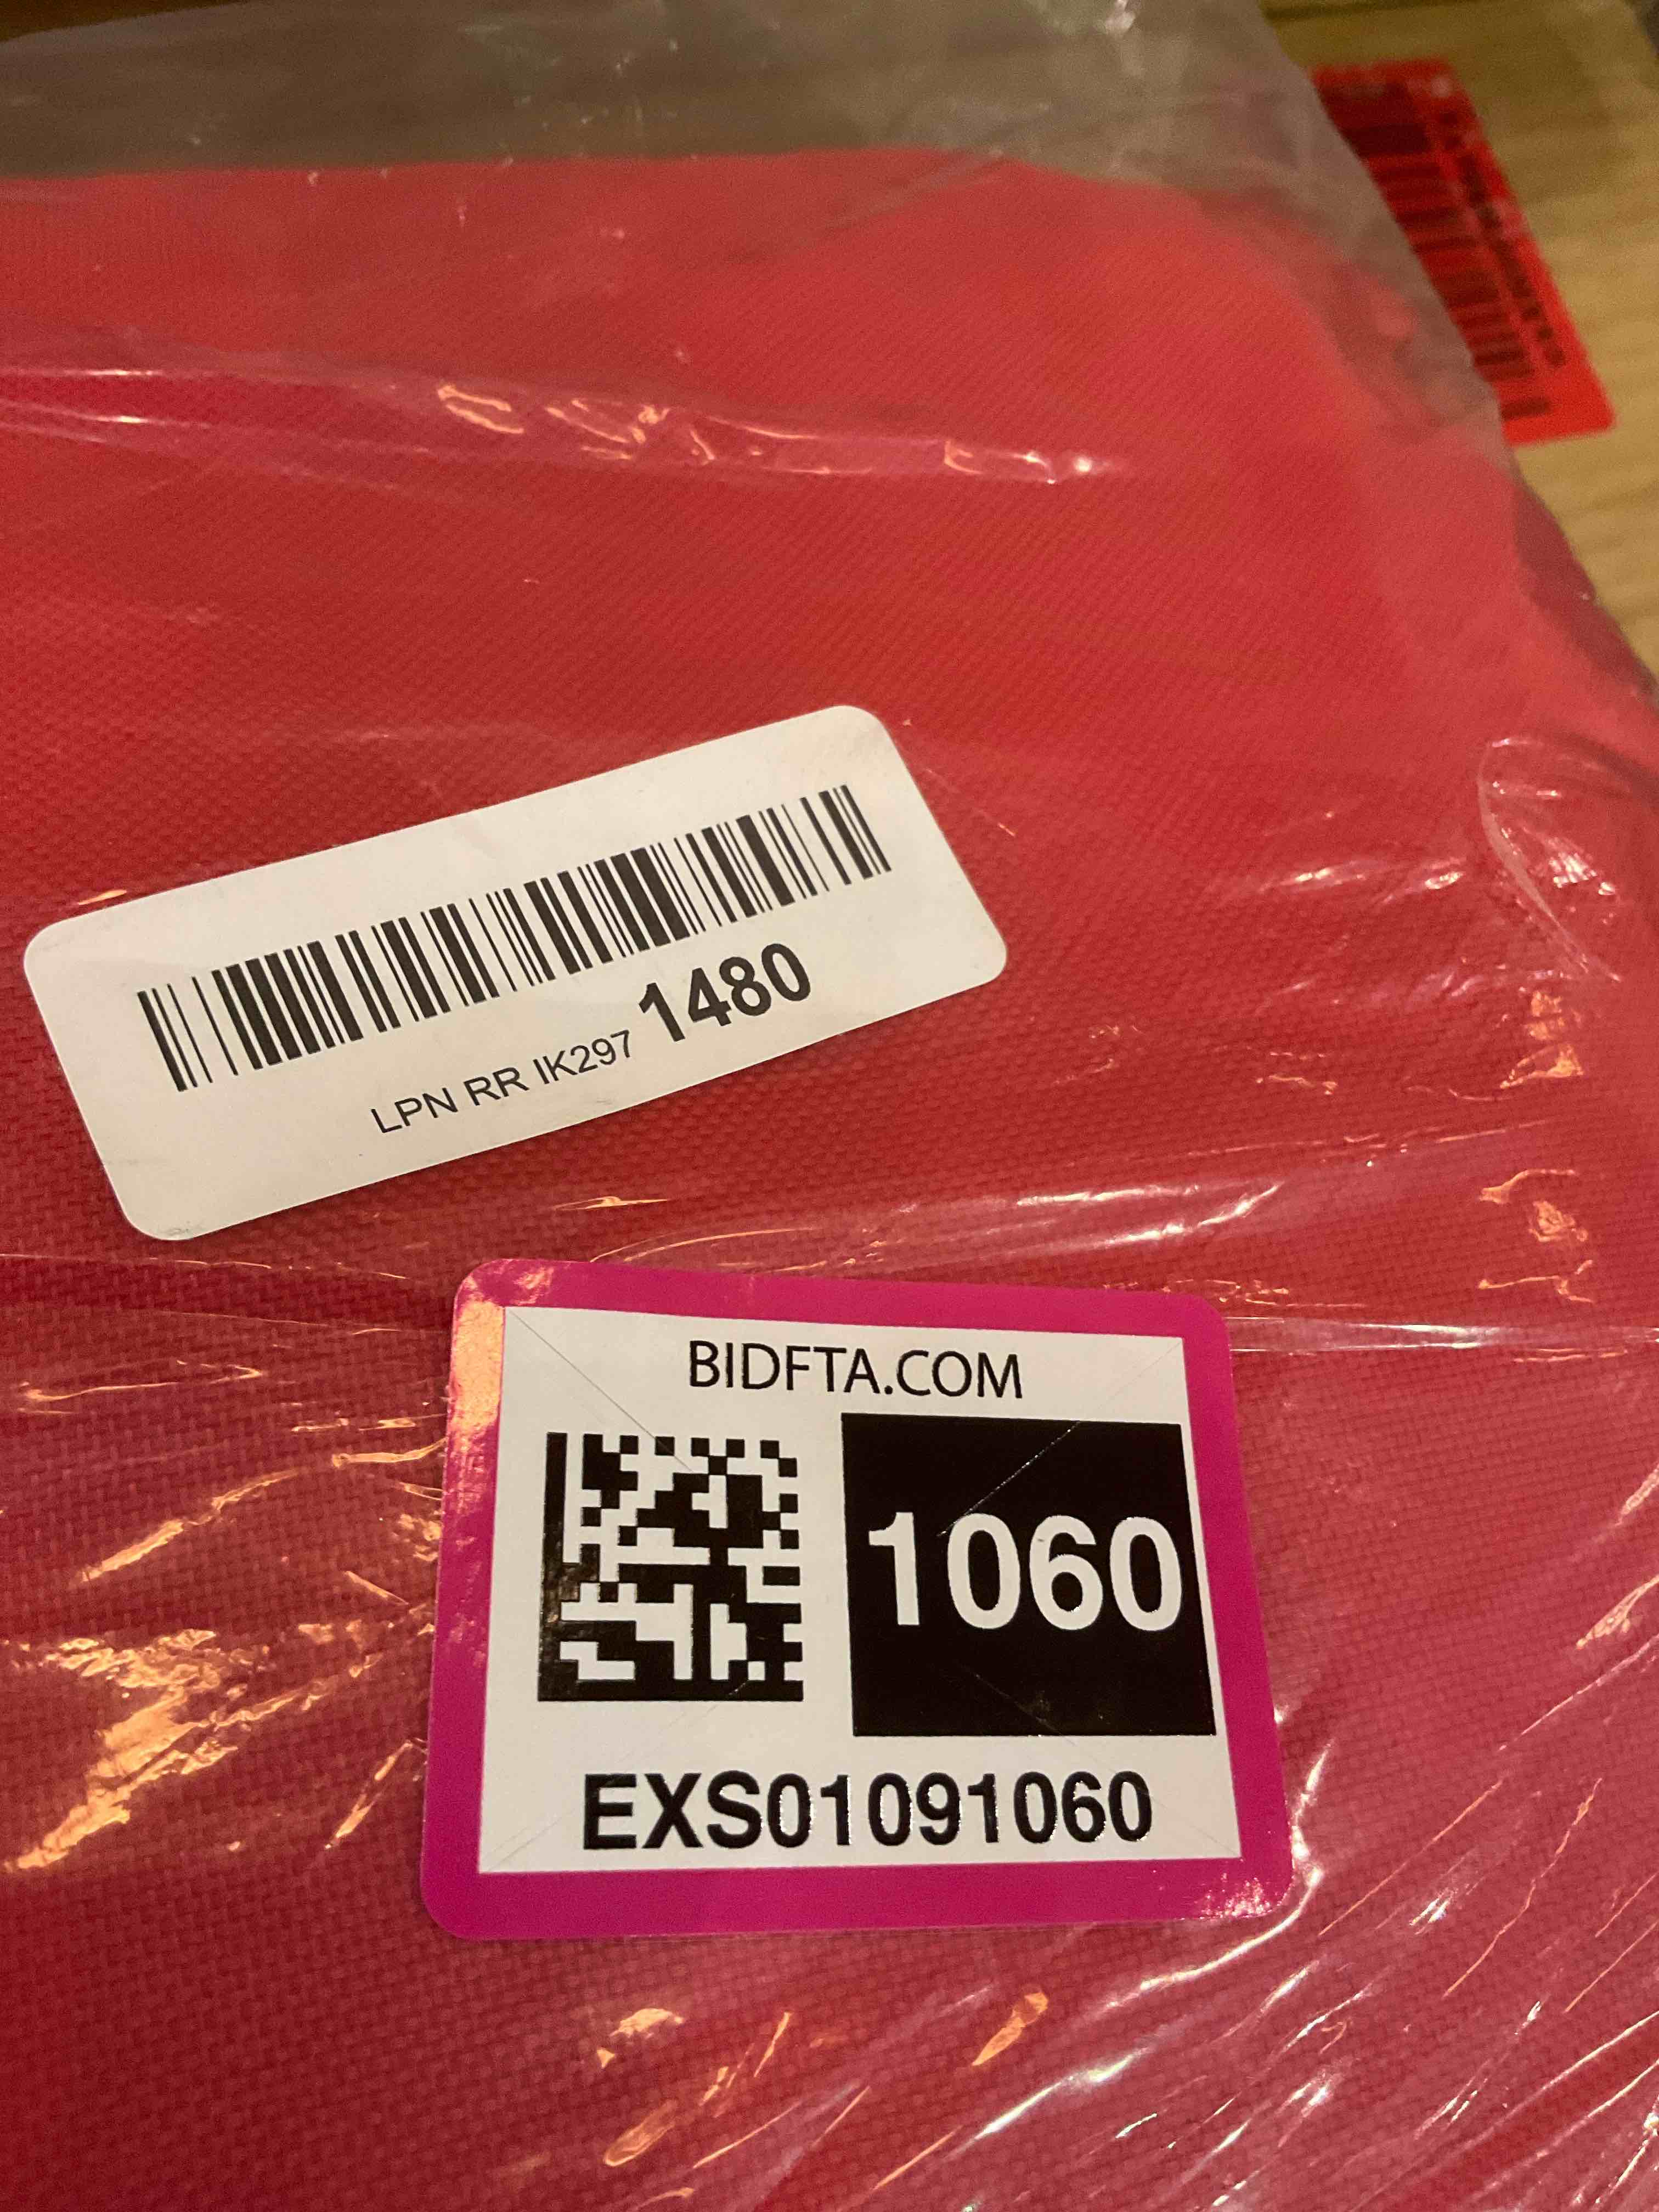 LPN RR IK297 1480
BIDFTA.COM
1060
EXS01091060